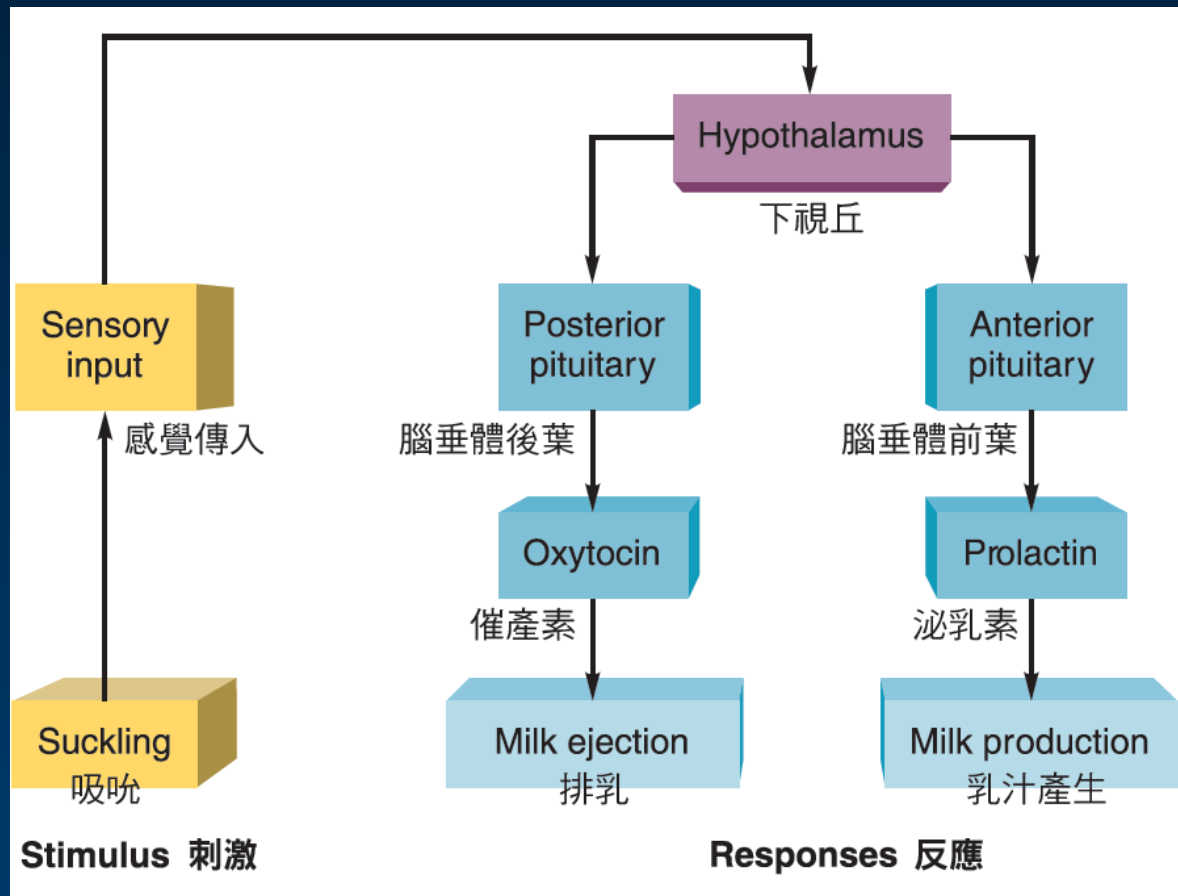 Hypothalamus
下視丘
Sensory
input
感覺傳入
Posterior
pituitary
腦垂體後葉
Anterior
pituitary
腦垂體前葉
Oxytocin
催產素
Prolactin
泌乳素
Suckling
吸吮
Milk ejection
排乳
Milk production
乳汁產生
Stimulus 刺激
Responses 反應